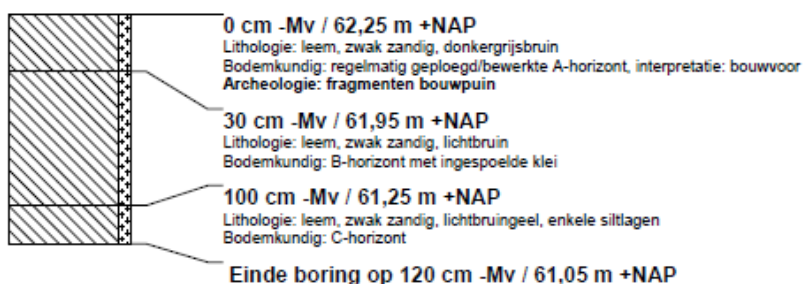 0 cm -Mv / 62,25 m +NAP
Lithologie: leem, zwak zandig, donkergrijsbruin
Bodemkundig: regelmatig geploegd/bewerkte A-horizont, interpretatie: bouwvoor
Archeologie: fragmenten bouwpuin
30 cm -Mv / 61,95 m +NAP
Lithologie: leem, zwak zandig, lichtbruin
Bodemkundig: B-horizont met ingespoelde klei
100 cm -Mv / 61,25 m +NAP
Lithologie: leem, zwak zandig, lichtbruingeel, enkele siltlagen
Bodemkundig: C-horizont
Einde boring op 120 cm -Mv / 61,05 m +NAP